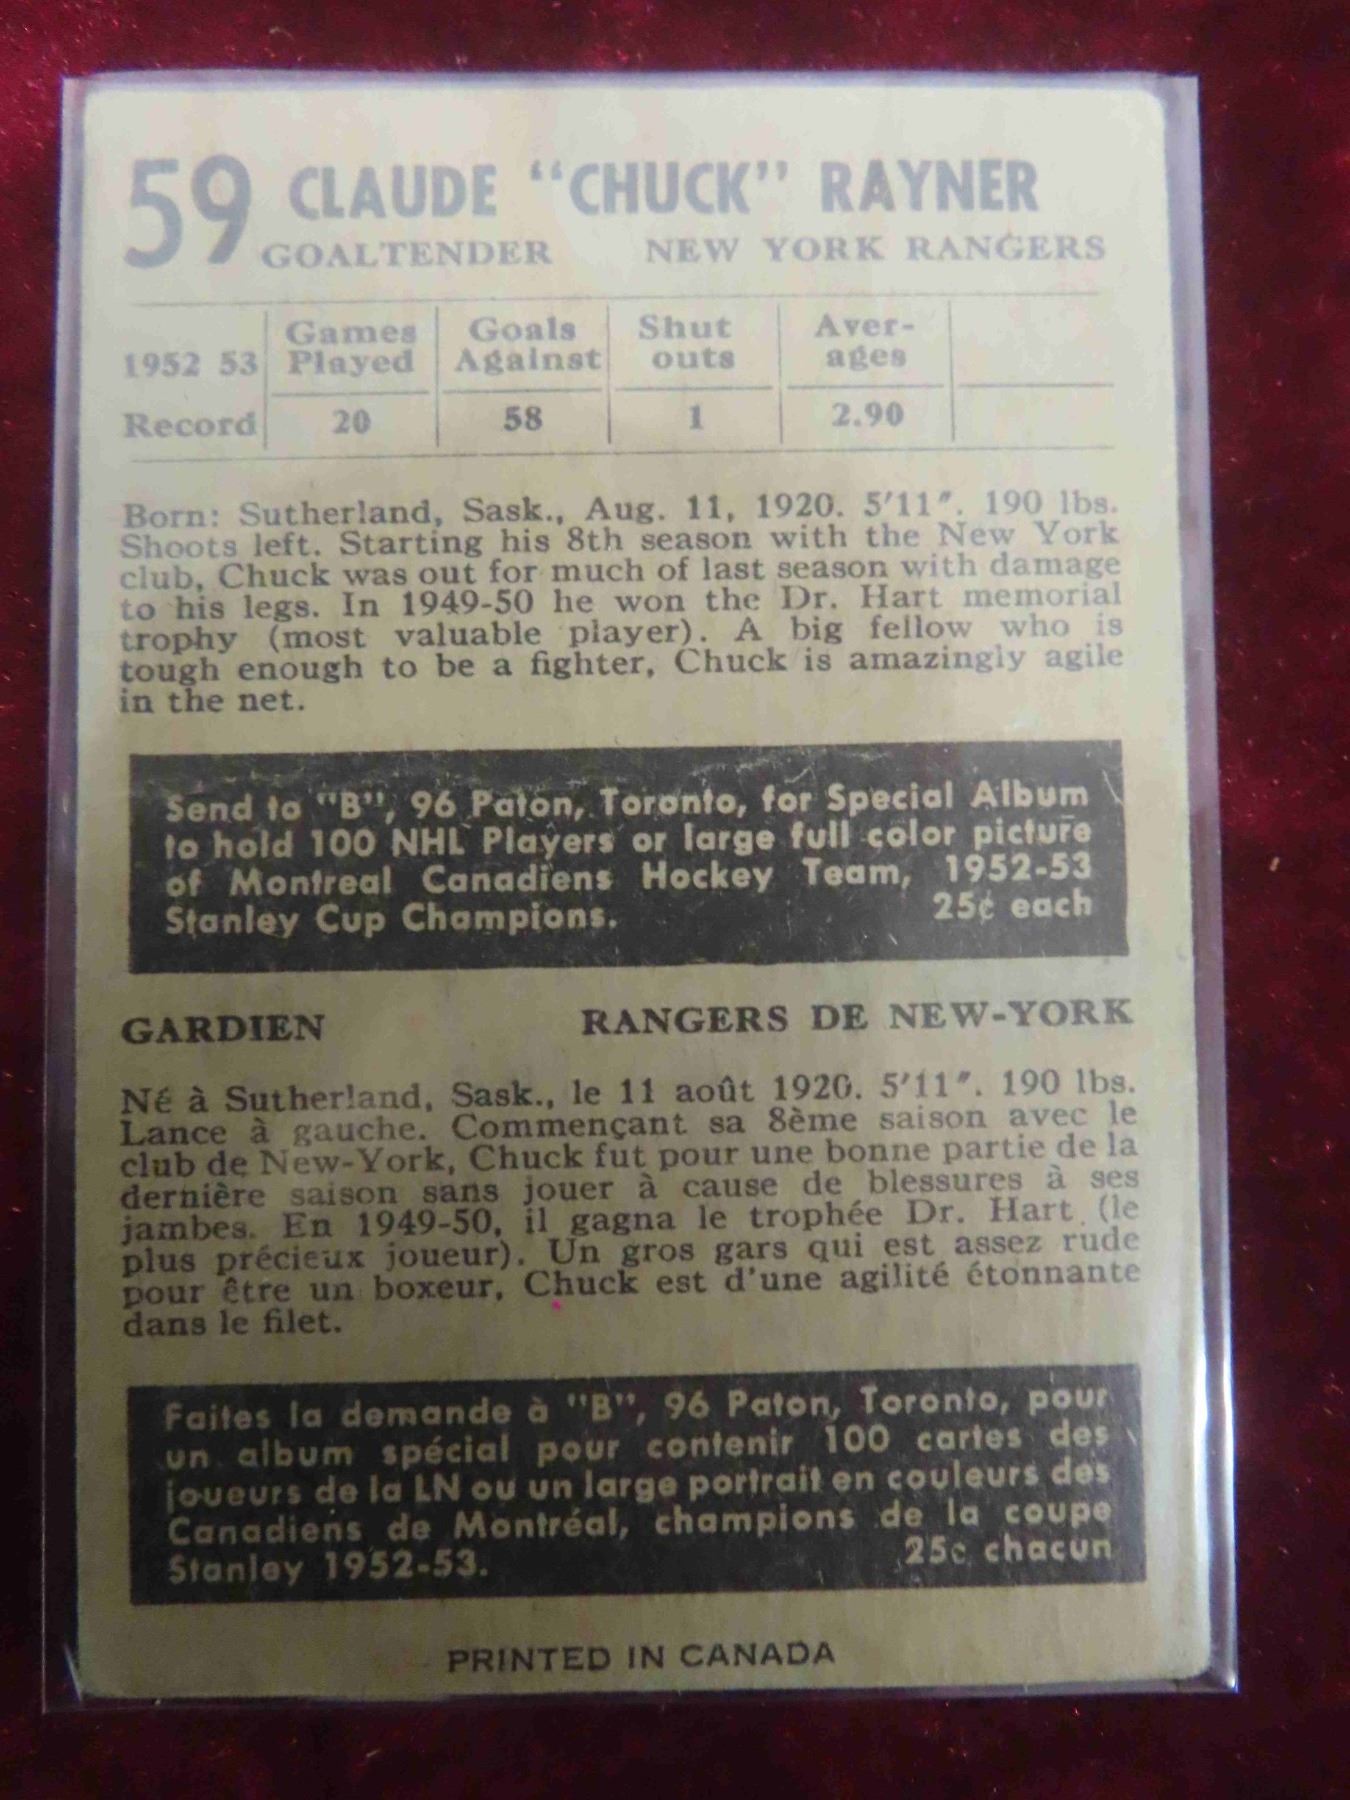 59 CLAUDE "CHUCK" RAYNER
GOALTENDER NEW YORK RANGERS
1952 53 Games Played Goals Against Shut outs Aver-ages
Record 20 58 1 2.90
Born: Sutherland, Sask., Aug. 11, 1920. 5'11". 190 lbs.
Shoots left. Starting his 8th season with the New York
club, Chuck was out for much of last season with damage
to his legs. In 1949-50 he won the Dr. Hart memorial
trophy (most valuable player). A big fellow who is
tough enough to be a fighter, Chuck is amazingly agile
in the net.
Send to "B", 96 Paton, Toronto, for Special Album
to hold 100 NHL Players or large full color picture
of Montreal Canadiens Hockey Team, 1952-53
Stanley Cup Champions. 25¢ each
GARDIEN RANGERS DE NEW-YORK
Né à Sutherland, Sask., le 11 août 1920. 5'11". 190 lbs.
Lance à gauche. Commençant sa 8ème saison avec le
club de New-York, Chuck fut pour une bonne partie de la
dernière saison sans jouer à cause de blessures à ses
jambes. En 1949-50, il gagna le trophée Dr. Hart (le
plus précieux joueur). Un gros gars qui est assez rude
pour être un boxeur, Chuck est d'une agilité étonnante
dans le filet.
Faites la demande à "B", 96 Paton, Toronto, pour
un album spécial pour contenir 100 cartes des
joueurs de la LN ou un large portrait en couleurs des
Canadiens de Montréal, champions de la coupe
Stanley 1952-53. 25c chacun
PRINTED IN CANADA